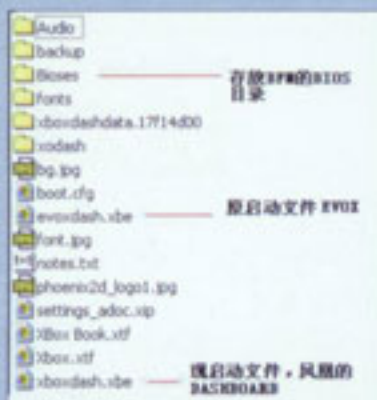 Audio
backup
Bioses
存放BFM的BIOS
目录
fonts
xboxdashdata.17f14d00
xodash
bg.jpg
boot.cfg
evoxdash.xbe
原启动文件 EVOX
font.jpg
notes.txt
phoenix2d_logo1.jpg
settings_adoc.xip
XBox Book.xtf
Xbox.xtf
xboxdash.xbe
现启动文件，凤凰的
DASHBOARD